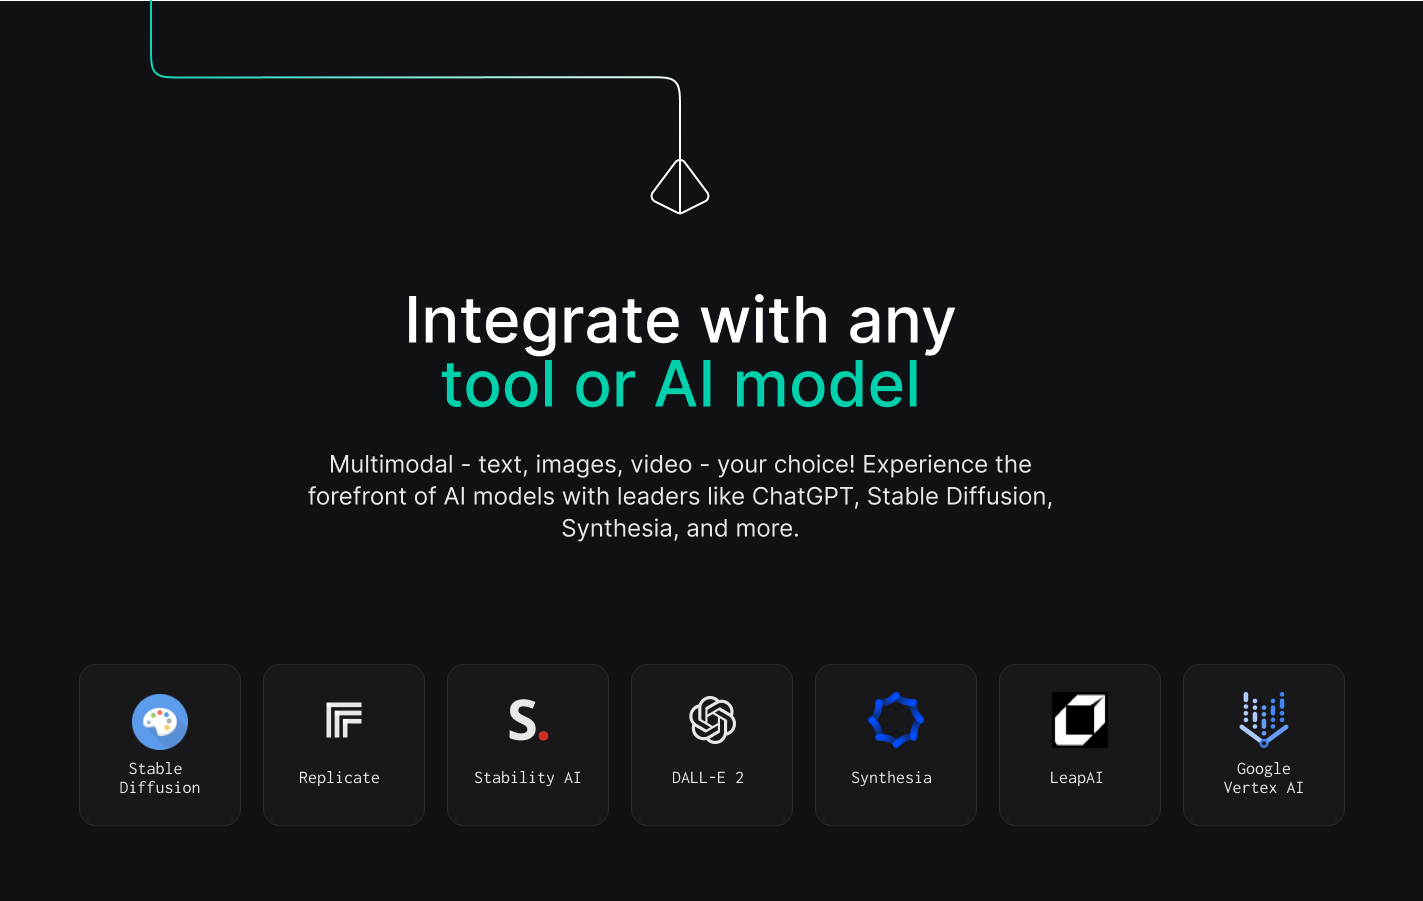 Integrate with any
tool or AI model
Multimodal - text, images, video - your choice! Experience the
forefront of AI models with leaders like ChatGPT, Stable Diffusion,
Synthesia, and more.
Stable
Diffusion
Replicate
S.
Stability AI
DALL-E 2
Synthesia
LeapAI
Google
Vertex AI